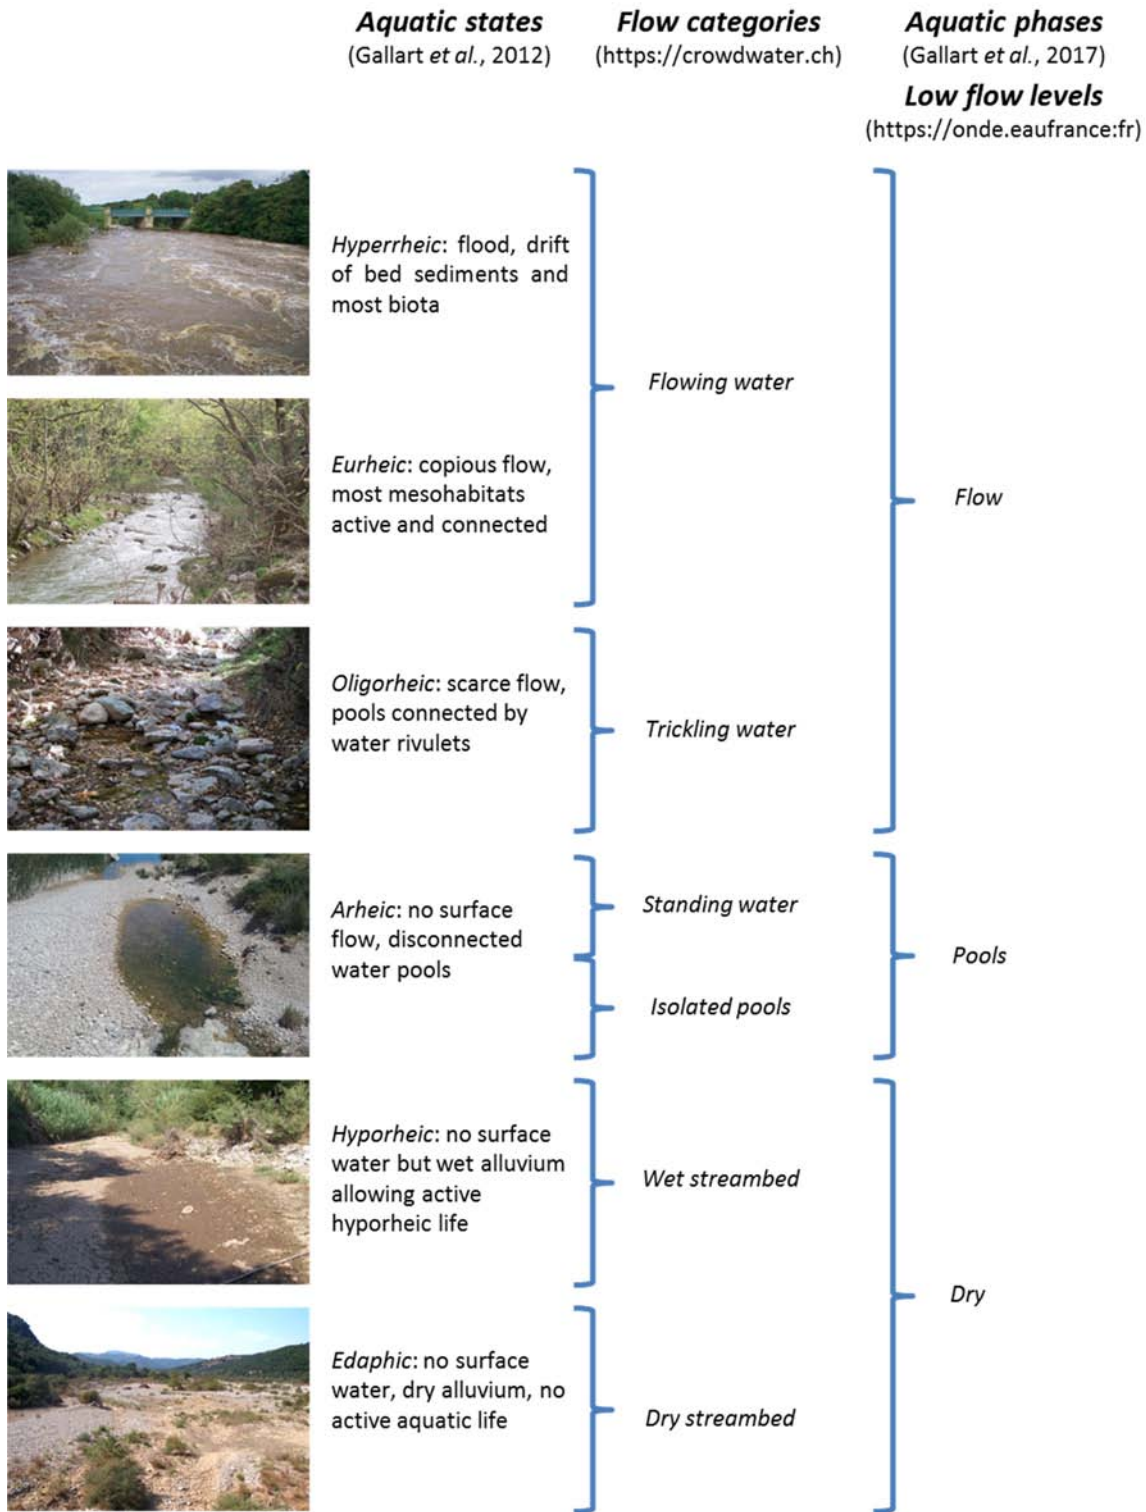 Aquatic states
(Gallart et al., 2012)
Flow categories
(https://crowdwater.ch)
Aquatic phases
(Gallart et al., 2017)
Low flow levels
(https://onde.eaufrance:fr)
Hyperrheic: flood, drift
of bed sediments and
most biota
Flowing water
Eurheic: copious flow,
most mesohabitats
active and connected
Flow
Oligorheic: scarce flow,
pools connected by
water rivulets
Trickling water
Arheic: no surface
flow, disconnected
water pools
Standing water
Isolated pools
Pools
Hyporheic: no surface
water but wet alluvium
allowing active
hyporheic life
Wet streambed
Dry
Edaphic: no surface
water, dry alluvium, no
active aquatic life
Dry streambed